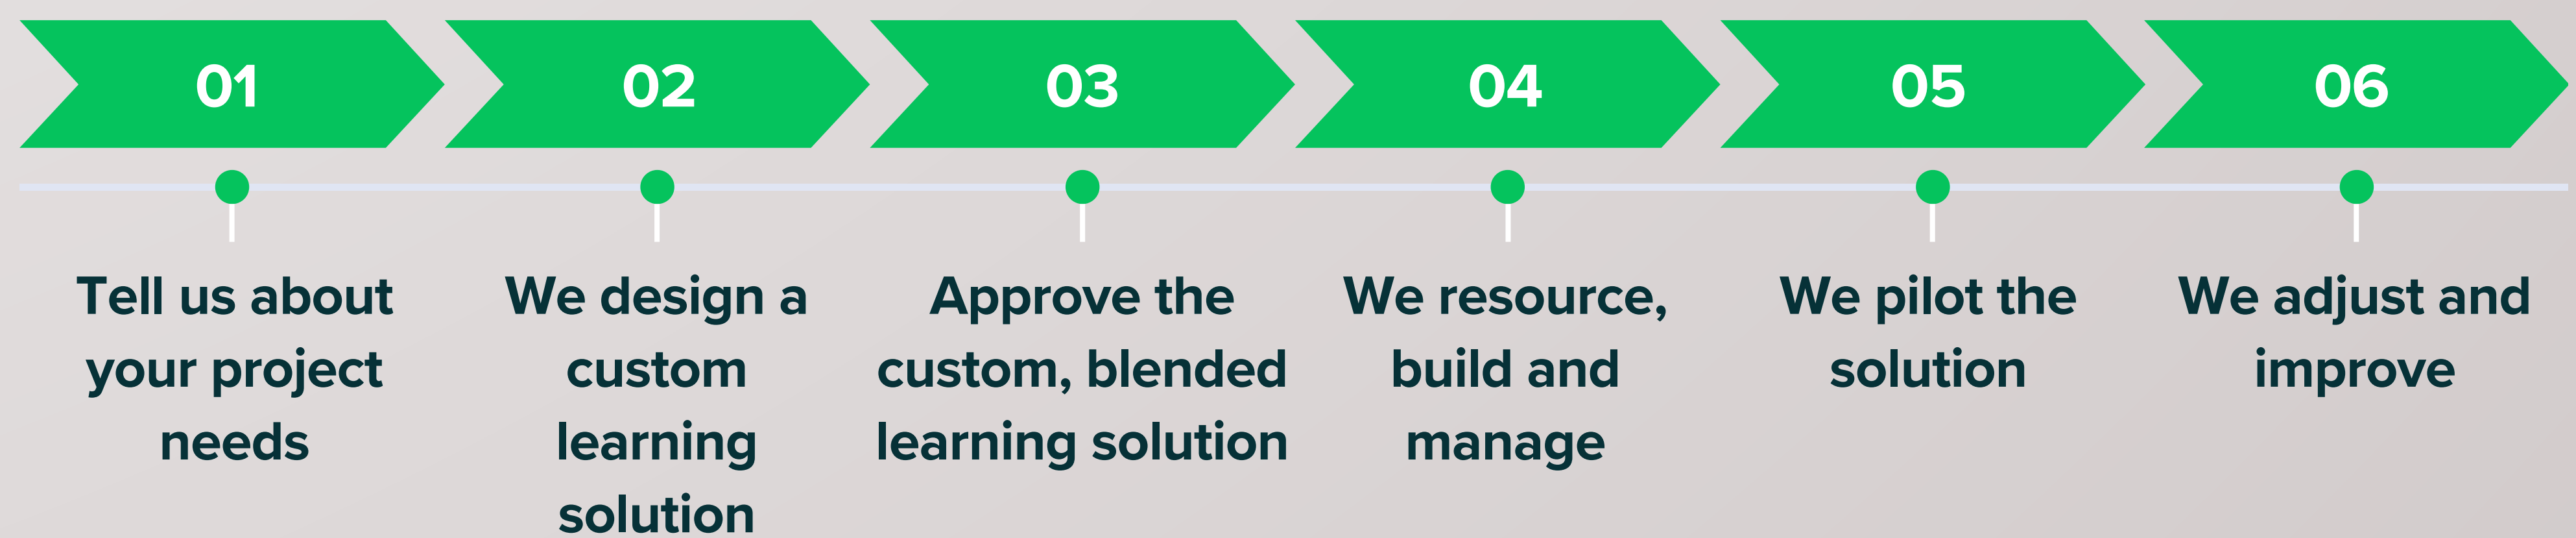 01
Tell us about
your project
needs
02
We design a
custom
learning
solution
03
Approve the
custom, blended
learning solution
04
We resource,
build and
manage
05
We pilot the
solution
06
We adjust and
improve